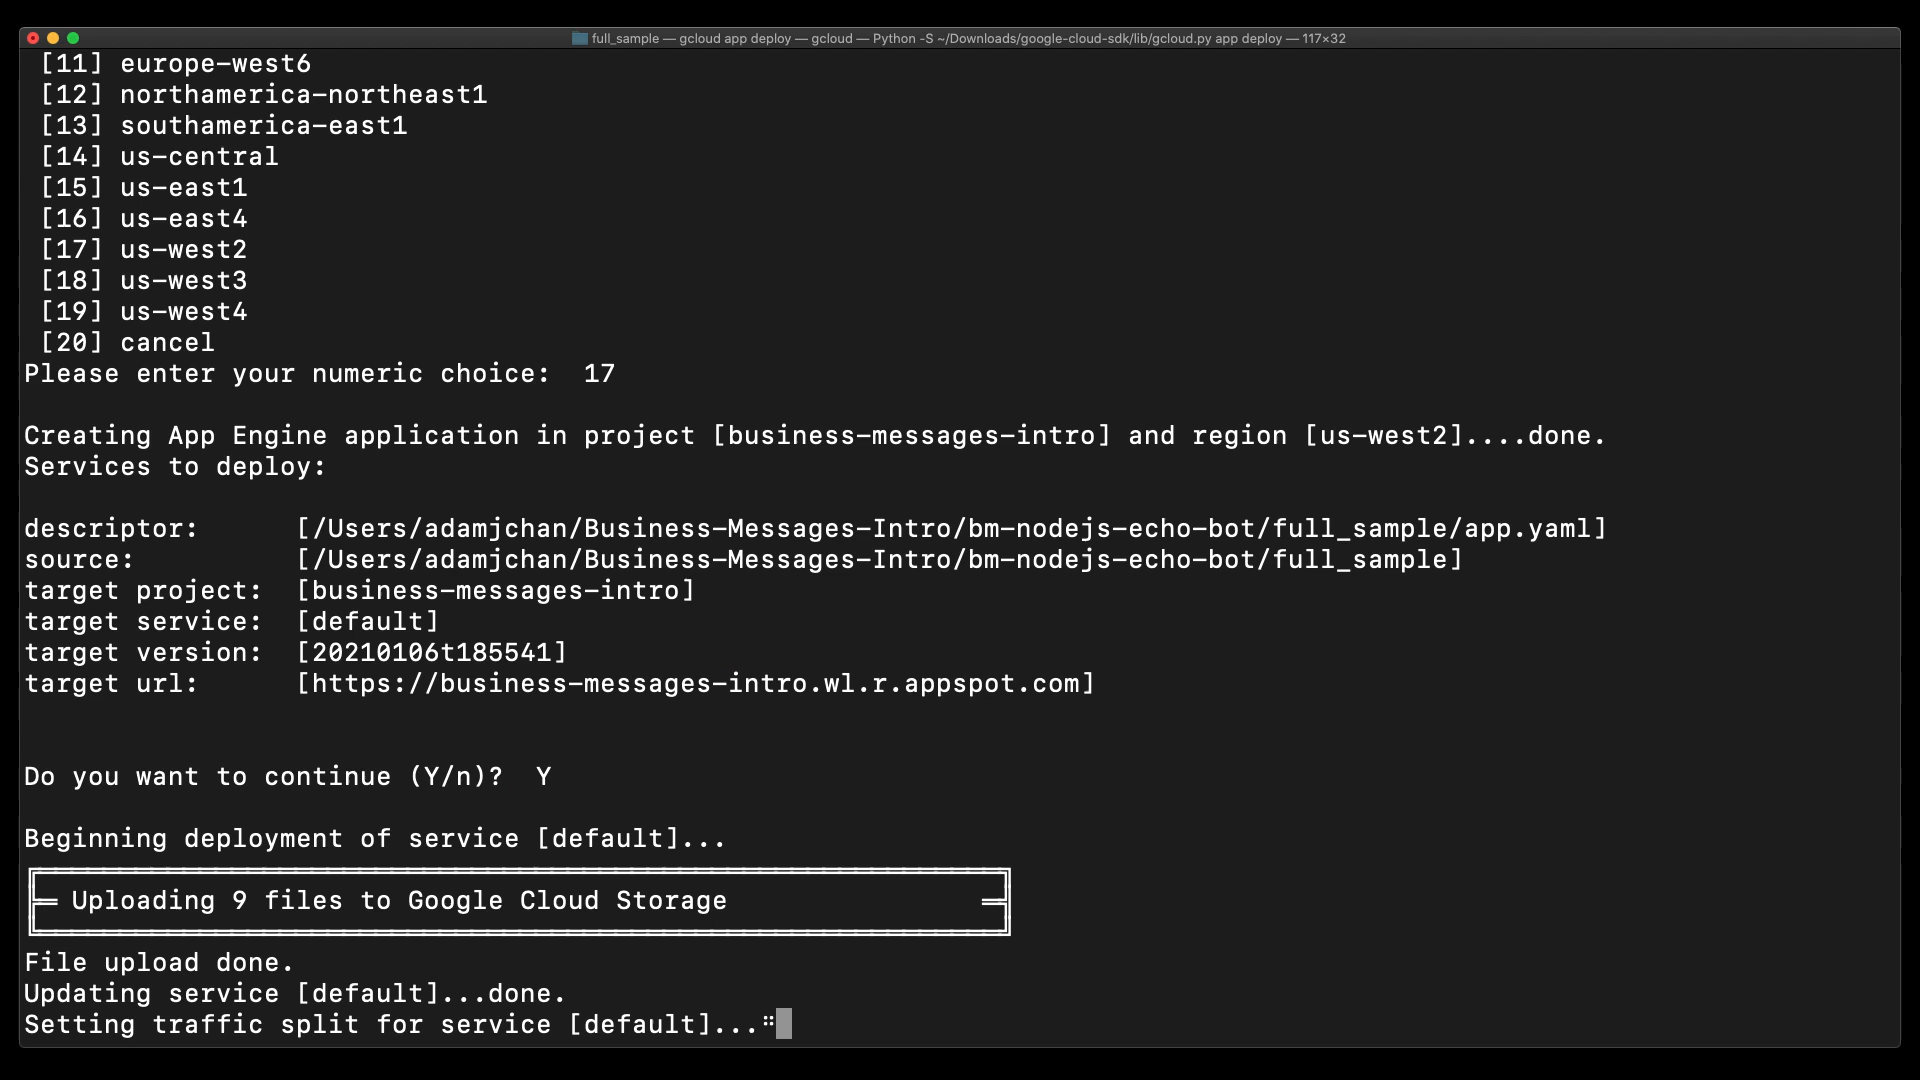 full_sample — gcloud app deploy — gcloud — Python -S ~/Downloads/google-cloud-sdk/lib/gcloud.py app deploy — 117×32
[11] europe-west6
[12] northamerica-northeast1
[13] southamerica-east1
[14] us-central
[15] us-east1
[16] us-east4
[17] us-west2
[18] us-west3
[19] us-west4
[20] cancel
Please enter your numeric choice:  17
Creating App Engine application in project [business-messages-intro] and region [us-west2]....done.
Services to deploy:
descriptor:      [/Users/adamjchan/Business-Messages-Intro/bm-nodejs-echo-bot/full_sample/app.yaml]
source:          [/Users/adamjchan/Business-Messages-Intro/bm-nodejs-echo-bot/full_sample]
target project:  [business-messages-intro]
target service:  [default]
target version:  [20210106t185541]
target url:      [https://business-messages-intro.wl.r.appspot.com]
Do you want to continue (Y/n)?  Y
Beginning deployment of service [default]...
Uploading 9 files to Google Cloud Storage
File upload done.
Updating service [default]...done.
Setting traffic split for service [default]...